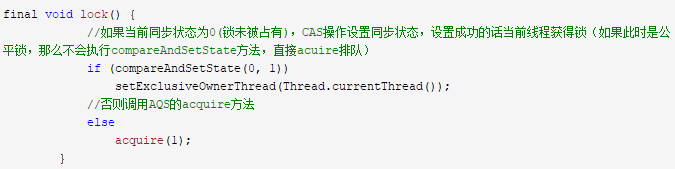 final void lock() {
//如果当前同步状态为0(锁未被占有),CAS操作设置同步状态，设置成功的话当前线程获得锁（如果此时是公
平锁，那么不会执行compareAndSetState方法，直接acuire排队）
if (compareAndSetState(0, 1))
setExclusiveOwnerThread(Thread.currentThread());
//否则调用AQS的acquire方法
else
acquire(1);
}